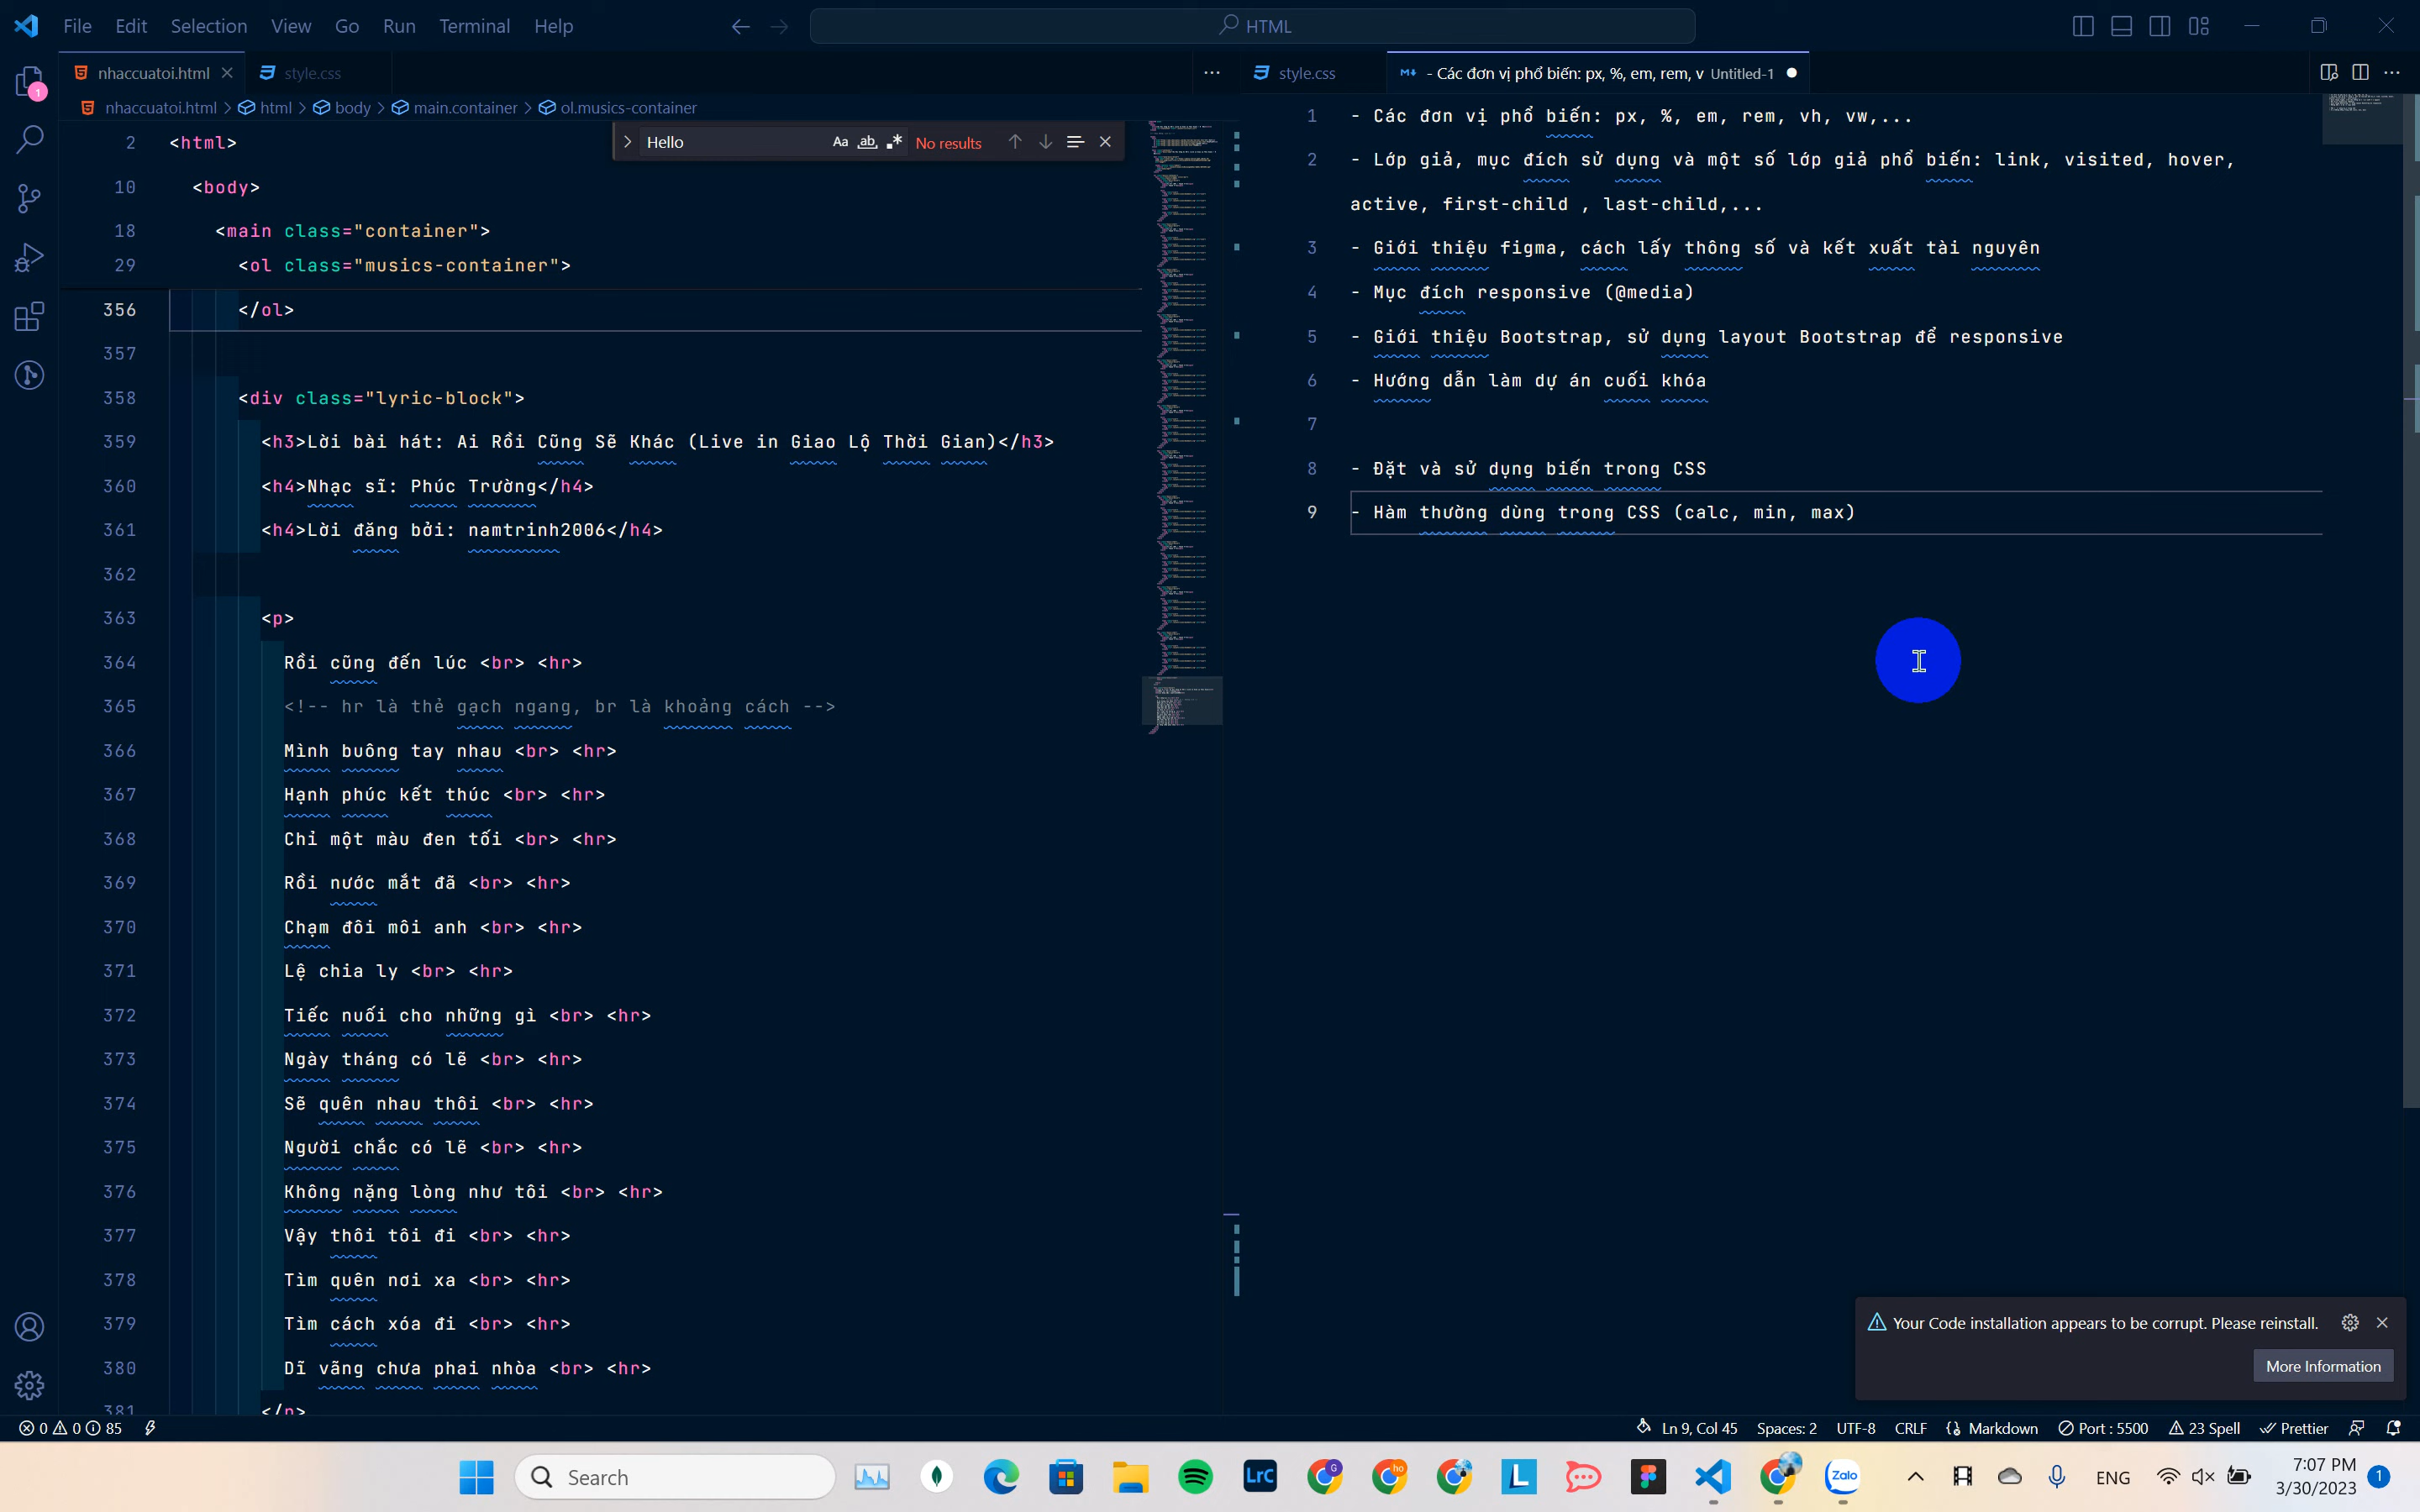 File Edit Selection View Go Run Terminal Help
HTML
nhaccuatoi.html
style.css
style.css
- Các đơn vị phổ biến: px, %, em, rem, v Untitled-1
nhaccuatoi.html > html > body > main.container > ol.musics-container
Hello
Aa
ab
No results
2 <html>
10 <body>
18 <main class="container">
29 <ol class="musics-container">
356 </ol>
357
358 <div class="lyric-block">
359 <h3>Lời bài hát: Ai Rồi Cũng Sẽ Khác (Live in Giao Lộ Thời Gian)</h3>
360 <h4>Nhạc sĩ: Phúc Trường</h4>
361 <h4>Lời đăng bởi: namtrinh2006</h4>
362
363 <p>
364 Rồi cũng đến lúc <br> <hr>
365 <!-- hr là thẻ gạch ngang, br là khoảng cách -->
366 Mình buông tay nhau <br> <hr>
367 Hạnh phúc kết thúc <br> <hr>
368 Chỉ một màu đen tối <br> <hr>
369 Rồi nước mắt đã <br> <hr>
370 Chạm đôi môi anh <br> <hr>
371 Lệ chia ly <br> <hr>
372 Tiếc nuối cho những gì <br> <hr>
373 Ngày tháng có lẽ <br> <hr>
374 Sẽ quên nhau thôi <br> <hr>
375 Người chắc có lẽ <br> <hr>
376 Không nặng lòng như tôi <br> <hr>
377 Vậy thôi tôi đi <br> <hr>
378 Tìm quên nơi xa <br> <hr>
379 Tìm cách xóa đi <br> <hr>
380 Dĩ vãng chưa phai nhòa <br> <hr>
381 </p>
1 - Các đơn vị phổ biến: px, %, em, rem, vh, vw,...
2 - Lớp giả, mục đích sử dụng và một số lớp giả phổ biến: link, visited, hover,
active, first-child , last-child,...
3 - Giới thiệu figma, cách lấy thông số và kết xuất tài nguyên
4 - Mục đích responsive (@media)
5 - Giới thiệu Bootstrap, sử dụng layout Bootstrap để responsive
6 - Hướng dẫn làm dự án cuối khóa
7
8 - Đặt và sử dụng biến trong CSS
9 - Hàm thường dùng trong CSS (calc, min, max)
Your Code installation appears to be corrupt. Please reinstall.
More Information
0 0 85
Ln 9, Col 45 Spaces: 2 UTF-8 CRLF {} Markdown Port : 5500 23 Spell Prettier
Search
LrC
Zalo
ENG
7:07 PM
3/30/2023
1